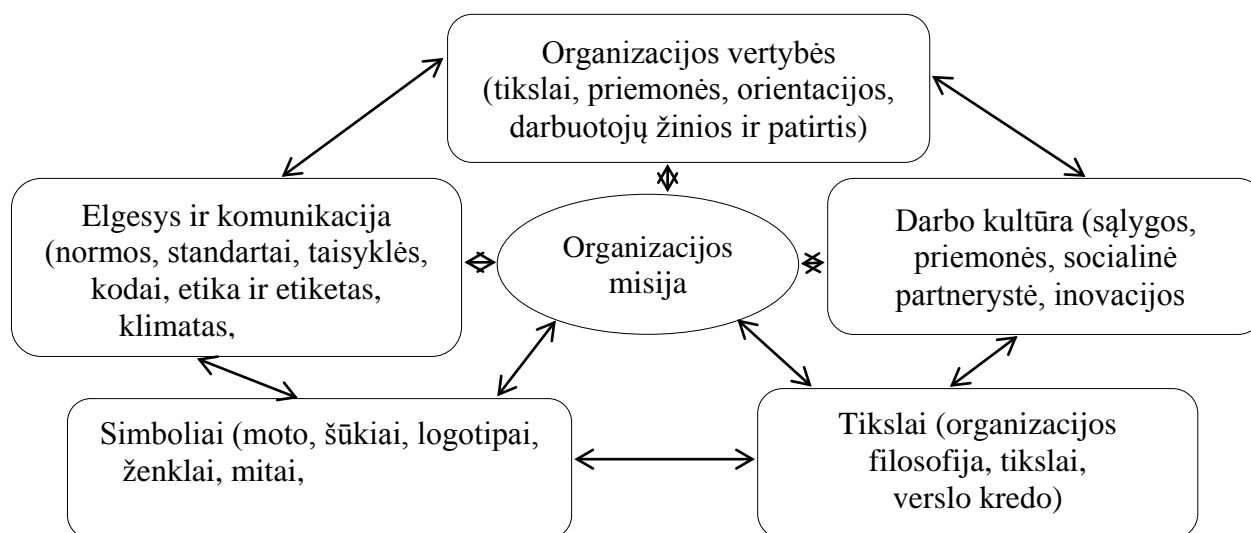 Organizacijos vertybės
(tikslai, priemonės, orientacijos,
darbuotojų žinios ir patirtis)
Elgesys ir komunikacija
(normos, standartai, taisyklės,
kodai, etika ir etiketas,
klimatas,
Organizacijos
misija
Darbo kultūra (sąlygos,
priemonės, socialinė
partnerystė, inovacijos
Simboliai (moto, šūkiai, logotipai,
ženklai, mitai,
Tikslai (organizacijos
filosofija, tikslai,
verslo kredo)